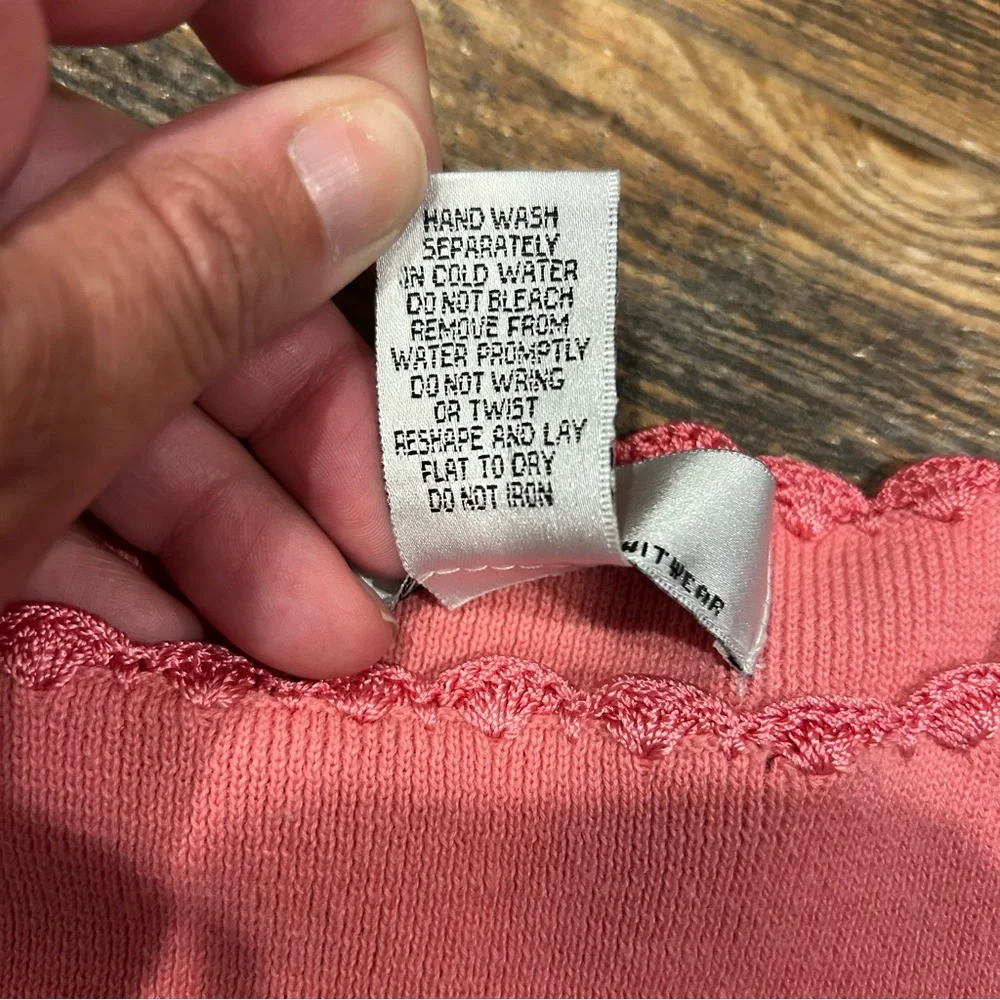 HAND WASH
SEPARATELY
IN COLD WATER
DO NOT BLEACH
REMOVE FROM
WATER PROMPTLY
DO NOT WRING
OR TWIST
RESHAPE AND LAY
FLAT TO DRY
DO NOT IRON
NITWEAR